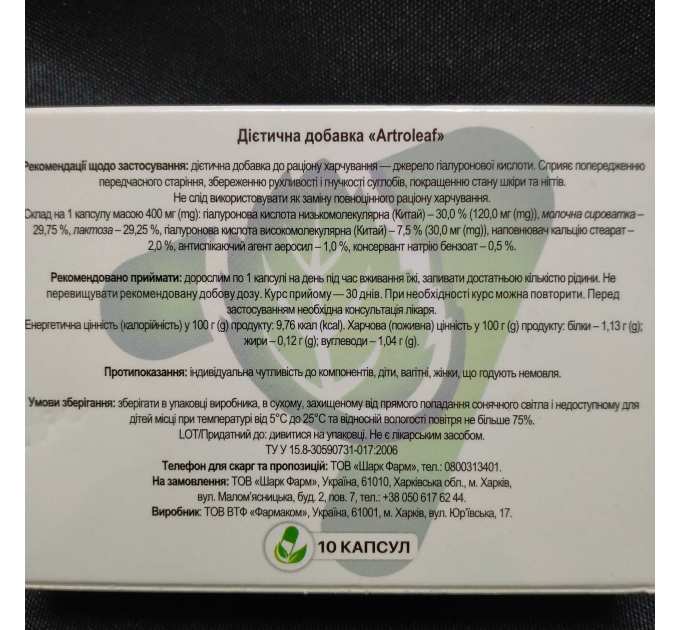 Дієтична добавка «Artroleaf»
Рекомендації щодо застосування: дієтична добавка до раціону харчування — джерело гіалуронової кислоти. Сприяє попередженню
передчасного старіння, збереженню рухливості і гнучкості суглобів, покращенню стану шкіри та нігтів.
Не слід використовувати як заміну повноцінного раціону харчування.
Склад на 1 капсулу масою 400 мг (mg): гіалуронова кислота низькомолекулярна (Китай) – 30,0 % (120,0 мг (mg)), молочна сироватка –
29,75 %, лактоза – 29,25 %, гіалуронова кислота високомолекулярна (Китай) – 7,5 % (30,0 мг (mg)), наповнювач кальцію стеарат –
2,0 %, антиспікаючий агент аеросил – 1,0 %, консервант натрію бензоат – 0,5 %.
Рекомендовано приймати: дорослим по 1 капсулі на день під час вживання їжі, запивати достатньою кількістю рідини. Не
перевищувати рекомендовану добову дозу. Курс прийому — 30 днів. При необхідності курс можна повторити. Перед
застосуванням необхідна консультація лікаря.
Енергетична цінність (калорійність) у 100 г (g) продукту: 9,76 ккал (kcal). Харчова (поживна) цінність у 100 г (g) продукту: білки – 1,13 г (g);
жири – 0,12 г (g); вуглеводи – 1,04 г (g).
Протипоказання: індивідуальна чутливість до компонентів, діти, вагітні, жінки, що годують немовля.
Умови зберігання: зберігати в упаковці виробника, в сухому, захищеному від прямого попадання сонячного світла і недоступному для
дітей місці при температурі від 5°С до 25°С та відносній вологості повітря не більше 75%.
LOT/Придатний до: дивитися на упаковці. Не є лікарським засобом.
ТУ У 15.8-30590731-017:2006
Телефон для скарг та пропозицій: ТОВ «Шарк Фарм», тел.: 0800313401.
На замовлення: ТОВ «Шарк Фарм», Україна, 61010, Харківська обл., м. Харків,
вул. Малом'ясницька, буд. 2, пов. 7, тел.: +38 050 617 62 44.
Виробник: ТОВ ВТФ «Фармаком», Україна, 61001, м. Харків, вул. Юр'ївська, 17.
10 КАПСУЛ